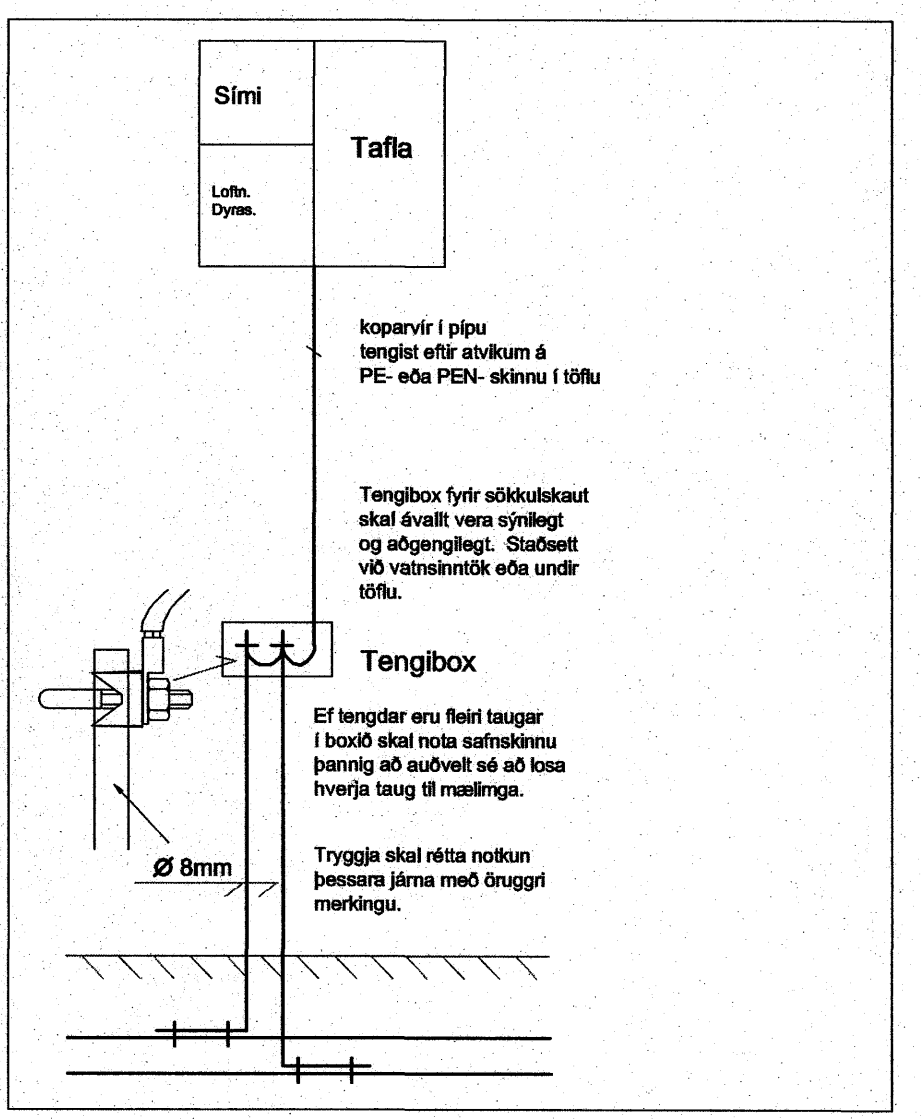 Sími
Tafla
Loftn.
Dyras.
koparvír í pípu
tengist eftir atvikum á
PE- eða PEN- skinnu í töflu
Tengibox fyrir sökkulskaut
skal ávallt vera sýnilegt
og aðgengilegt. Staðsett
við vatnsinntök eða undir
töflu.
Tengibox
Ef tengdar eru fleiri taugar
í boxið skal nota safnskinnu
þannig að auðvelt sé að losa
hverja taug til mælimga.
Ø 8mm
Tryggja skal rétta notkun
þessara járna með öruggri
merkingu.